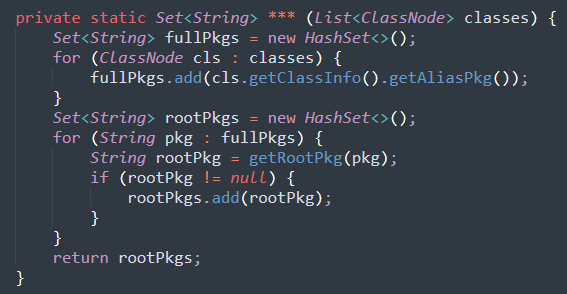 private static Set<String> *** (List<ClassNode> classes) {
    Set<String> fullPkgs = new HashSet<>();
    for (ClassNode cls : classes) {
        fullPkgs.add(cls.getClassInfo().getAliasPkg());
    }
    Set<String> rootPkgs = new HashSet<>();
    for (String pkg : fullPkgs) {
        String rootPkg = getRootPkg(pkg);
        if (rootPkg != null) {
            rootPkgs.add(rootPkg);
        }
    }
    return rootPkgs;
}